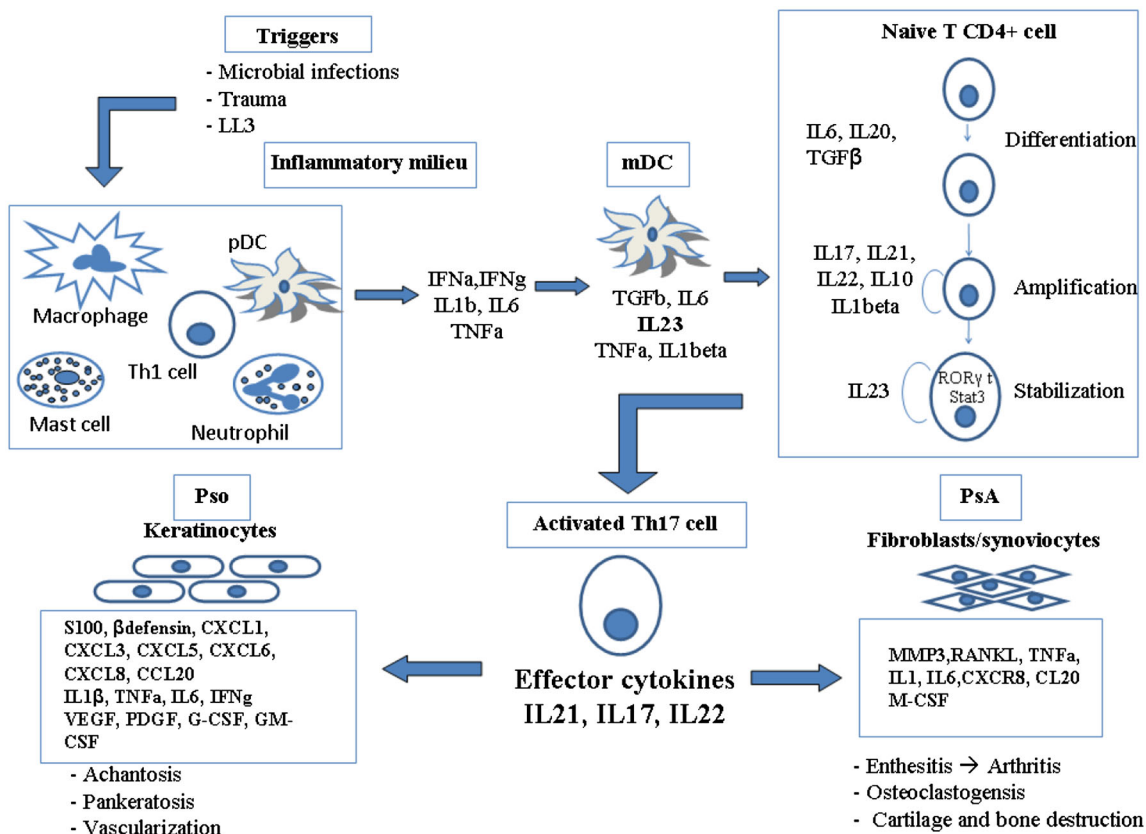 Triggers
- Microbial infections
- Trauma
- LL3
Inflammatory milieu
pDC
Macrophage
Th1 cell
Mast cell
Neutrophil
IFNa,IFNg
IL1b, IL6
TNFa
mDC
TGFb, IL6
IL23
TNFa, IL1beta
Naive T CD4+ cell
IL6, IL20,
TGFβ
Differentiation
IL17, IL21,
IL22, IL10
IL1beta
Amplification
IL23
RORγ t
Stat3
Stabilization
Pso
Keratinocytes
S100, βdefensin, CXCL1,
CXCL3, CXCL5, CXCL6,
CXCL8, CCL20
IL1β, TNFa, IL6, IFNg
VEGF, PDGF, G-CSF, GM-
CSF
- Achantosis
- Pankeratosis
- Vascularization
Activated Th17 cell
Effector cytokines
IL21, IL17, IL22
PsA
Fibroblasts/synoviocytes
MMP3,RANKL, TNFa,
IL1, IL6,CXCR8, CL20
M-CSF
- Enthesitis → Arthritis
- Osteoclastogensis
- Cartilage and bone destruction